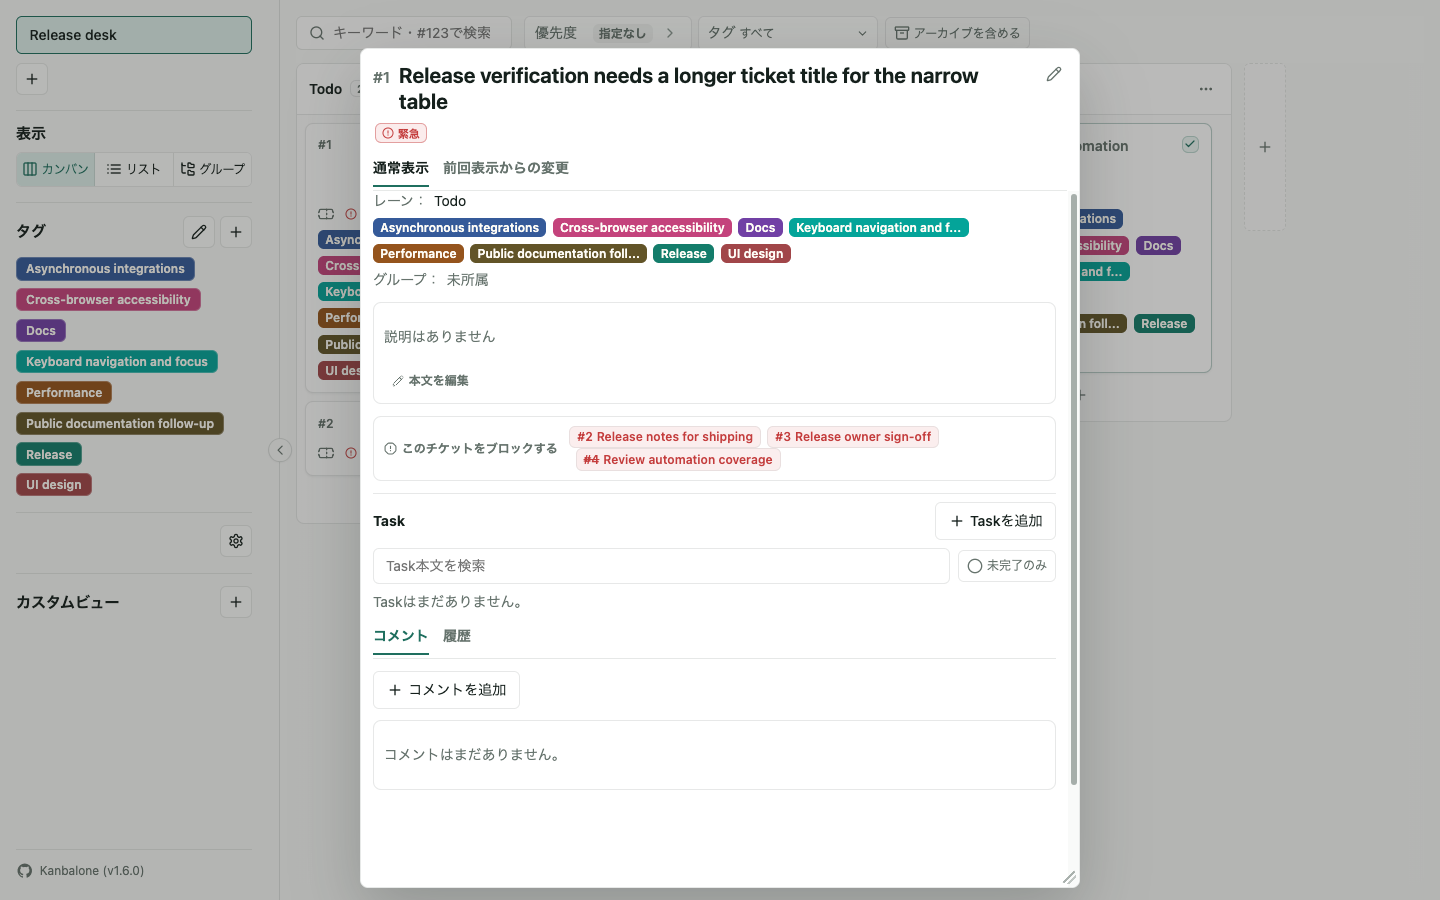 Release desk
表示
カンバン
リスト
グループ
タグ
Asynchronous integrations
Cross-browser accessibility
Docs
Keyboard navigation and focus
Performance
Public documentation follow-up
Release
UI design
カスタムビュー
Kanbalone (v1.6.0)
キーワード・#123で検索
優先度 指定なし
タグ すべて
アーカイブを含める
Todo
#1
#2
#1 Release verification needs a longer ticket title for the narrow
table
緊急
通常表示 前回表示からの変更
レーン： Todo
Asynchronous integrations Cross-browser accessibility Docs Keyboard navigation and f...
Performance Public documentation foll... Release UI design
グループ： 未所属
説明はありません
本文を編集
このチケットをブロックする
#2 Release notes for shipping #3 Release owner sign-off
#4 Review automation coverage
Task
Taskを追加
Task本文を検索
未完了のみ
Taskはまだありません。
コメント 履歴
コメントを追加
コメントはまだありません。
Docs
and f...
foll... Release